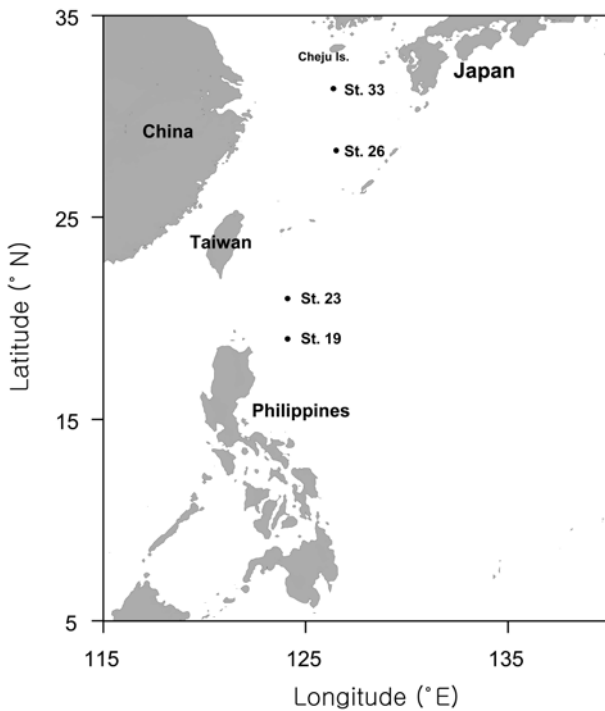 35
Cheju Is.
Japan
St. 33
China
St. 26
25
Taiwan
St. 23
St. 19
Latitude (° N)
15
Philippines
5
115
125
135
Longitude (°E)